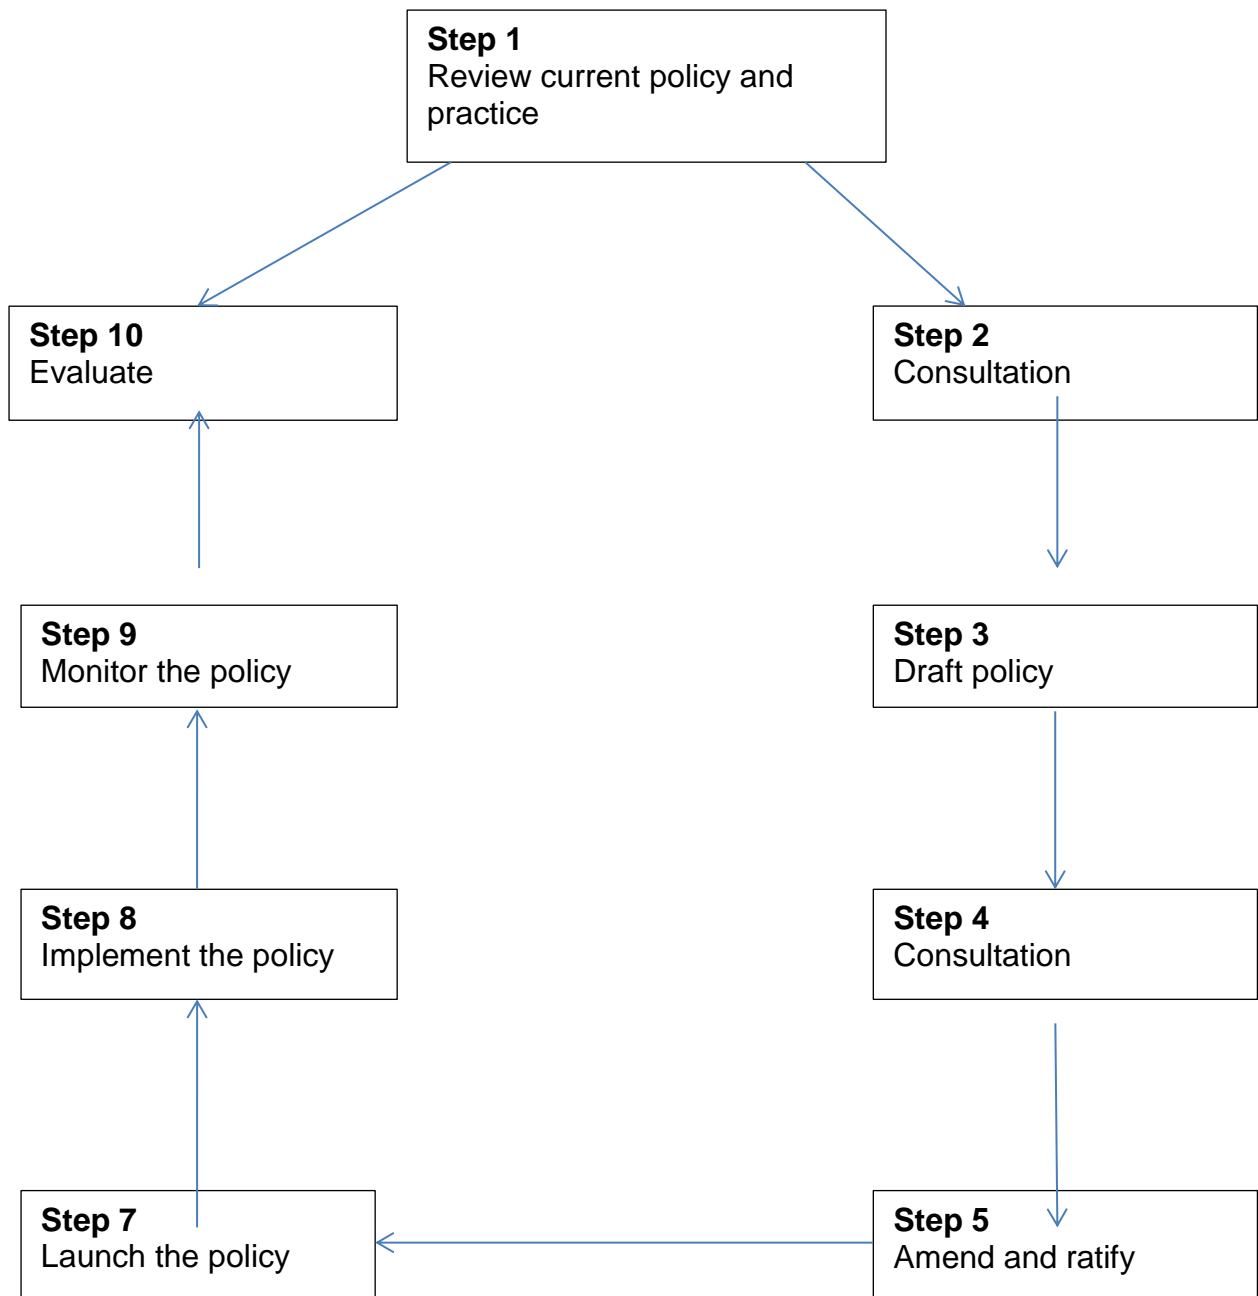 Step 1
Review current policy and
practice
Step 10
Evaluate
Step 2
Consultation
Step 9
Monitor the policy
Step 3
Draft policy
Step 8
Implement the policy
Step 4
Consultation
Step 7
Launch the policy
Step 5
Amend and ratify